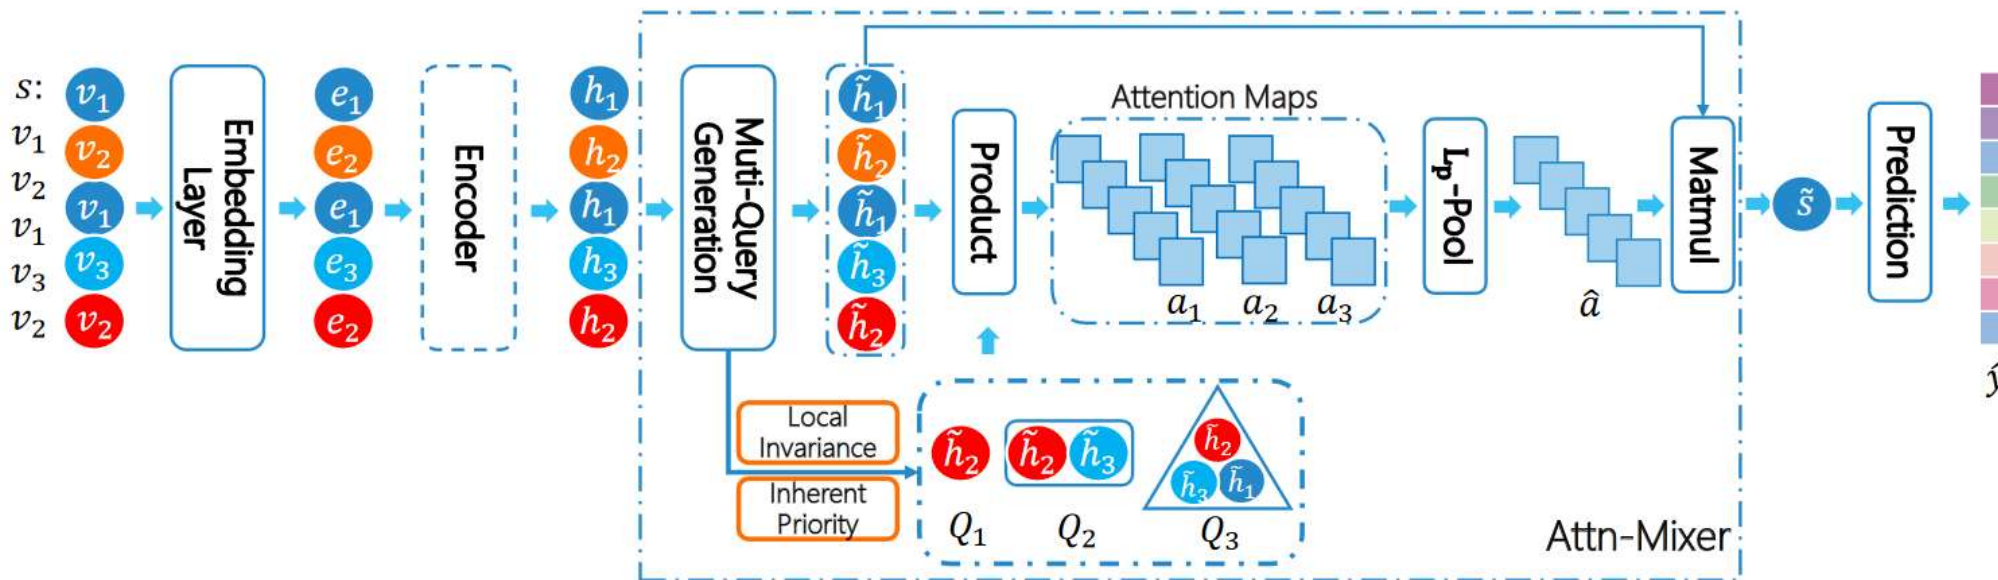 s:
v₁
v₂
v₁
v₃
v₂
v₁
v₂
v₁
v₃
v₂
Embedding
Layer
e₁
e₂
e₁
e₃
e₂
Encoder
h₁
h₂
h₁
h₃
h₂
Muti-Query
Generation
h̃₁
h̃₂
h̃₁
h̃₃
h̃₂
Product
Attention Maps
a₁ a₂ a₃
Lₚ-Pool
â
Matmul
s̃
Prediction
ŷ
Local
Invariance
Inherent
Priority
h̃₂
h̃₂ h̃₃
h̃₂
h̃₃ h̃₁
Q₁ Q₂ Q₃
Attn-Mixer